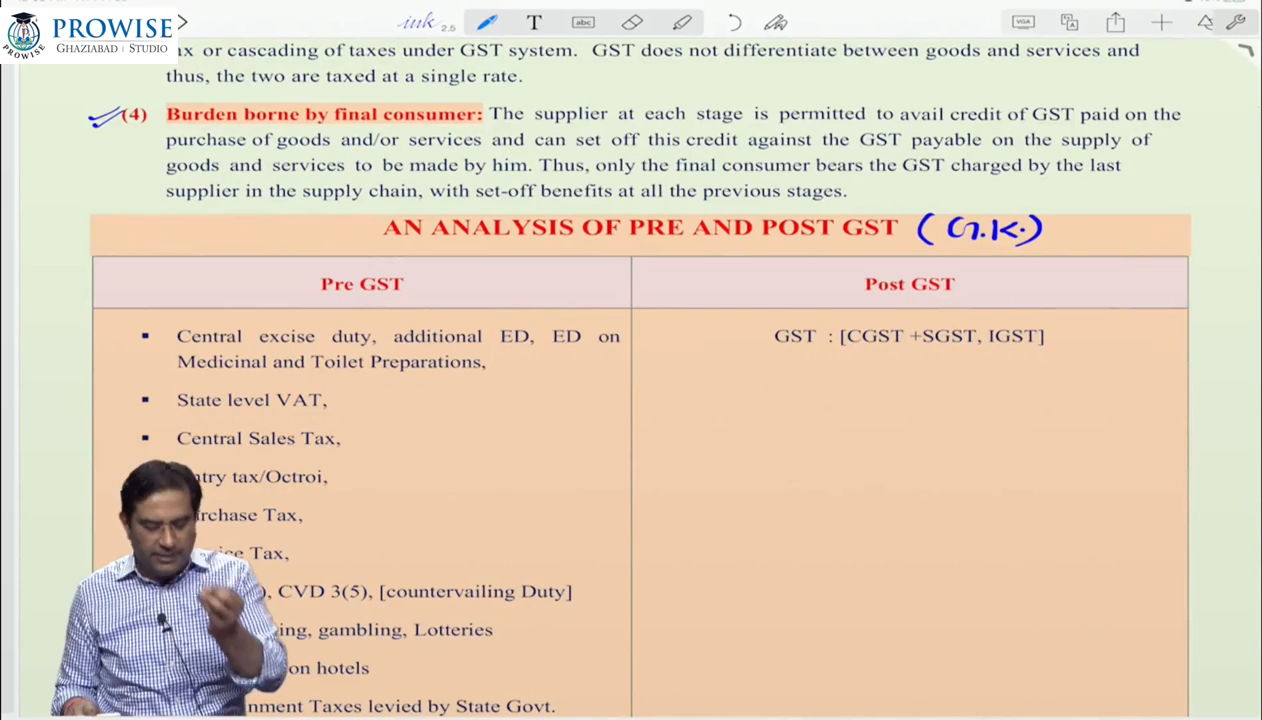 PROWISE
GHAZIABAD | STUDIO
PROWISE
ink 2.5 T abc VGA
ax or cascading of taxes under GST system. GST does not differentiate between goods and services and
thus, the two are taxed at a single rate.
(4) Burden borne by final consumer: The supplier at each stage is permitted to avail credit of GST paid on the
purchase of goods and/or services and can set off this credit against the GST payable on the supply of
goods and services to be made by him. Thus, only the final consumer bears the GST charged by the last
supplier in the supply chain, with set-off benefits at all the previous stages.
AN ANALYSIS OF PRE AND POST GST (G.K.)
Pre GST
Post GST
▪ Central excise duty, additional ED, ED on
Medicinal and Toilet Preparations,
GST : [CGST +SGST, IGST]
▪ State level VAT,
▪ Central Sales Tax,
ntry tax/Octroi,
rchase Tax,
ce Tax,
), CVD 3(5), [countervailing Duty]
ing, gambling, Lotteries
on hotels
nment Taxes levied by State Govt.